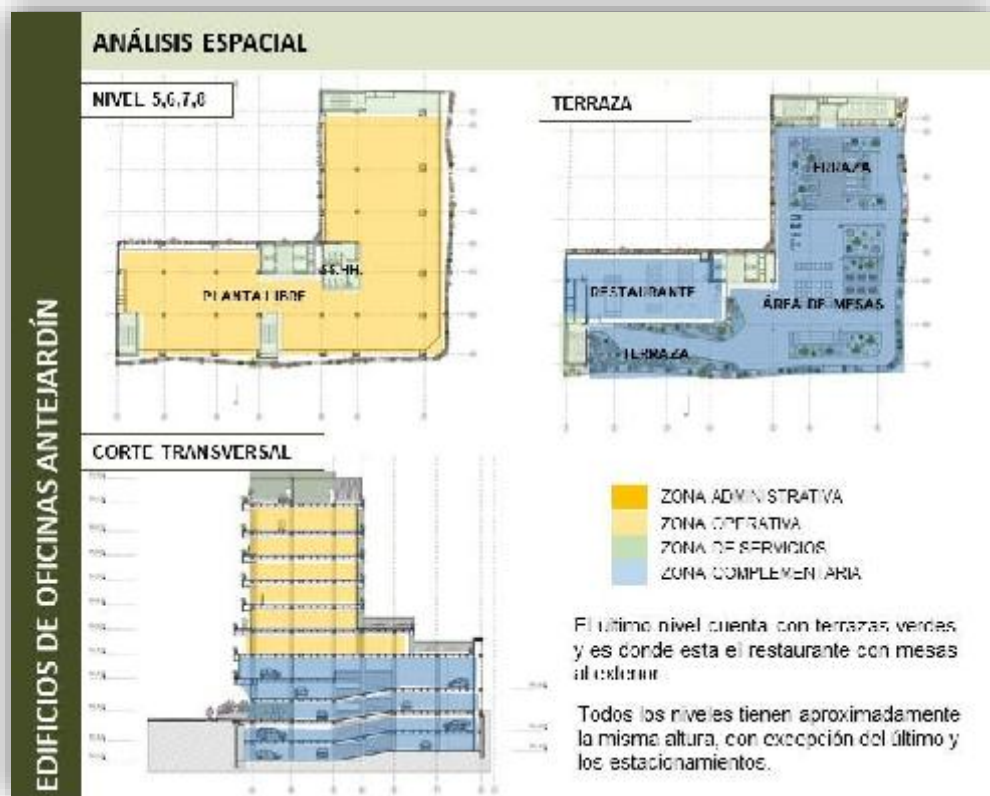 ANÁLISIS ESPACIAL
EDIFICIOS DE OFICINAS ANTEJARDÍN
NIVEL 5,6,7,8
SS.HH.
PLANTA LIBRE
TERRAZA
TERRAZA
RESTAURANTE
ÁREA DE MESAS
TERRAZA
CORTE TRANSVERSAL
ZONA ADMINISTRATIVA
ZONA OPERATIVA
ZONA DE SERVICIOS
ZONA COMPLEMENTARIA
El último nivel cuenta con terrazas verdes
y es donde esta el restaurante con mesas
al exterior.
Todos los niveles tienen aproximadamente
la misma altura, con excepción del último y
los estacionamientos.